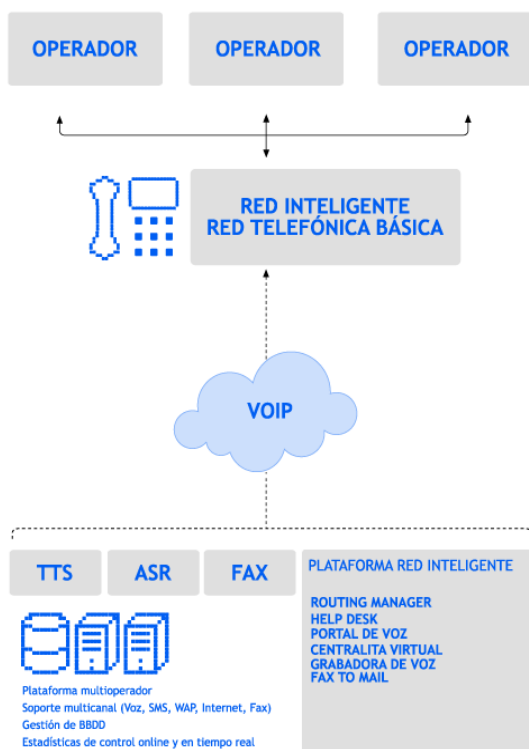 OPERADOR
OPERADOR
OPERADOR
RED INTELIGENTE
RED TELEFÓNICA BÁSICA
VOIP
TTS
ASR
FAX
Plataforma multioperador
Soporte multicanal (Voz, SMS, WAP, Internet, Fax)
Gestión de BBDD
Estadísticas de control online y en tiempo real
PLATAFORMA RED INTELIGENTE
ROUTING MANAGER
HELP DESK
PORTAL DE VOZ
CENTRALITA VIRTUAL
GRABADORA DE VOZ
FAX TO MAIL